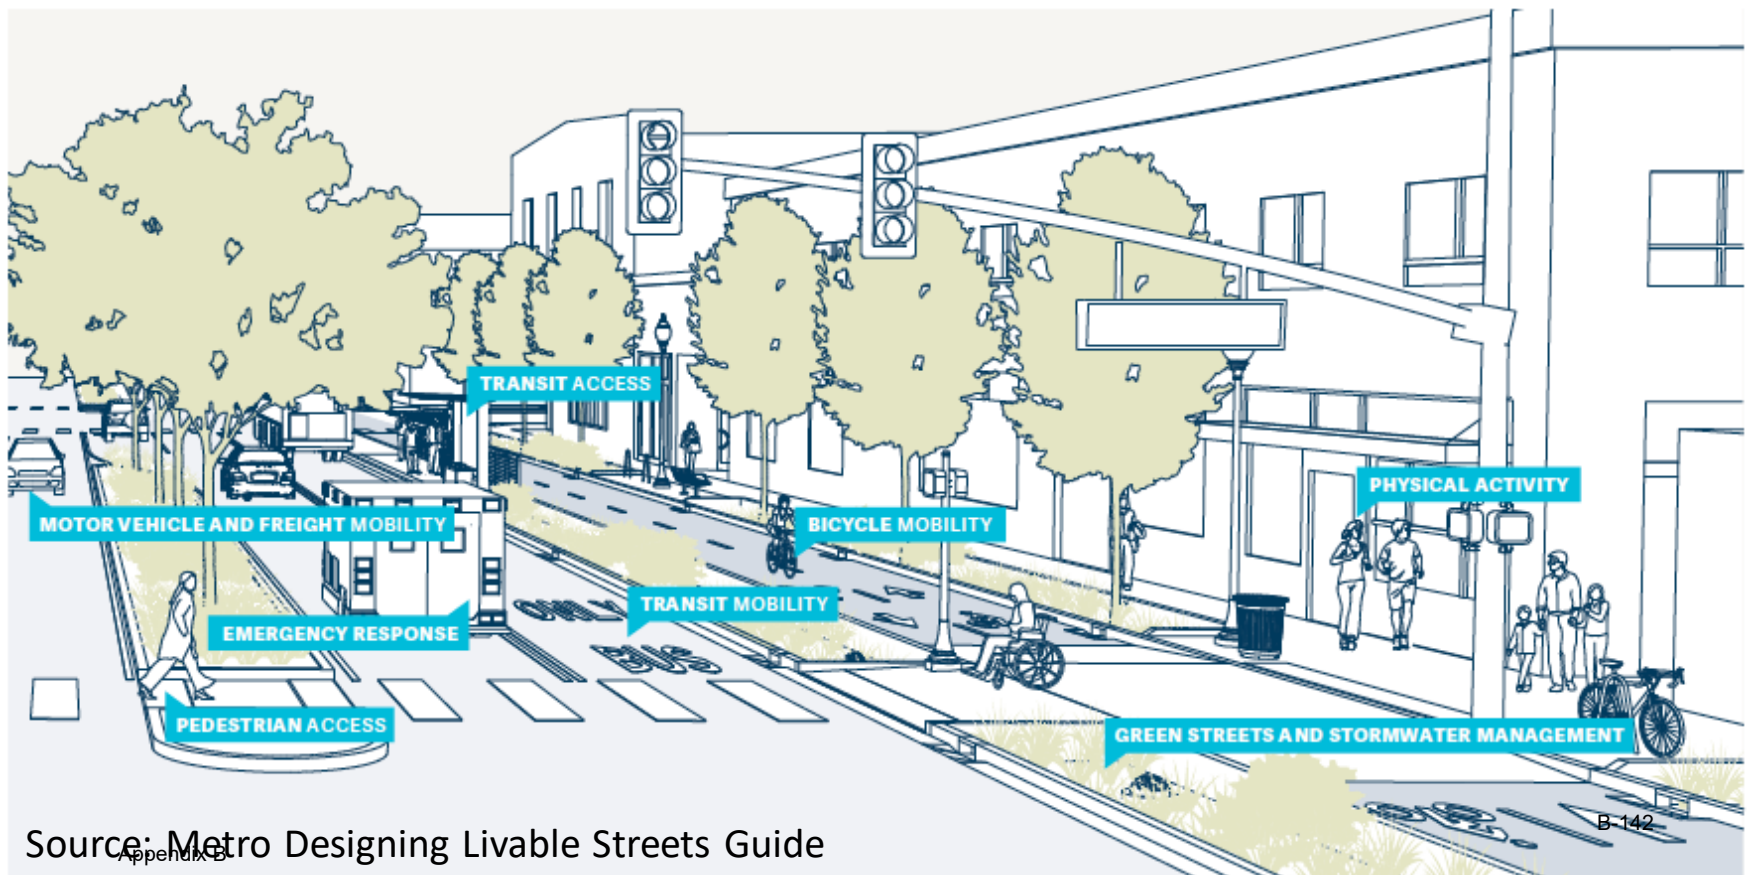 TRANSIT ACCESS
PHYSICAL ACTIVITY
MOTOR VEHICLE AND FREIGHT MOBILITY
BICYCLE MOBILITY
TRANSIT MOBILITY
ONLY
EMERGENCY RESPONSE
BUS
PEDESTRIAN ACCESS
GREEN STREETS AND STORMWATER MANAGEMENT
B-142
Source: Metro Designing Livable Streets Guide
Appendix B